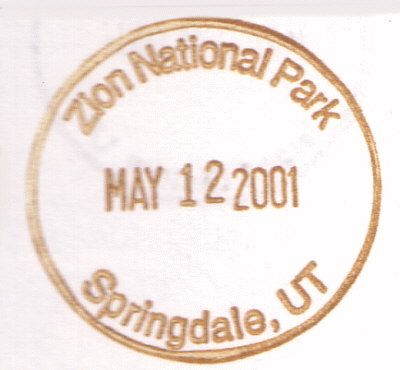 Zion National Park
MAY 12 2001
Springdale, UT